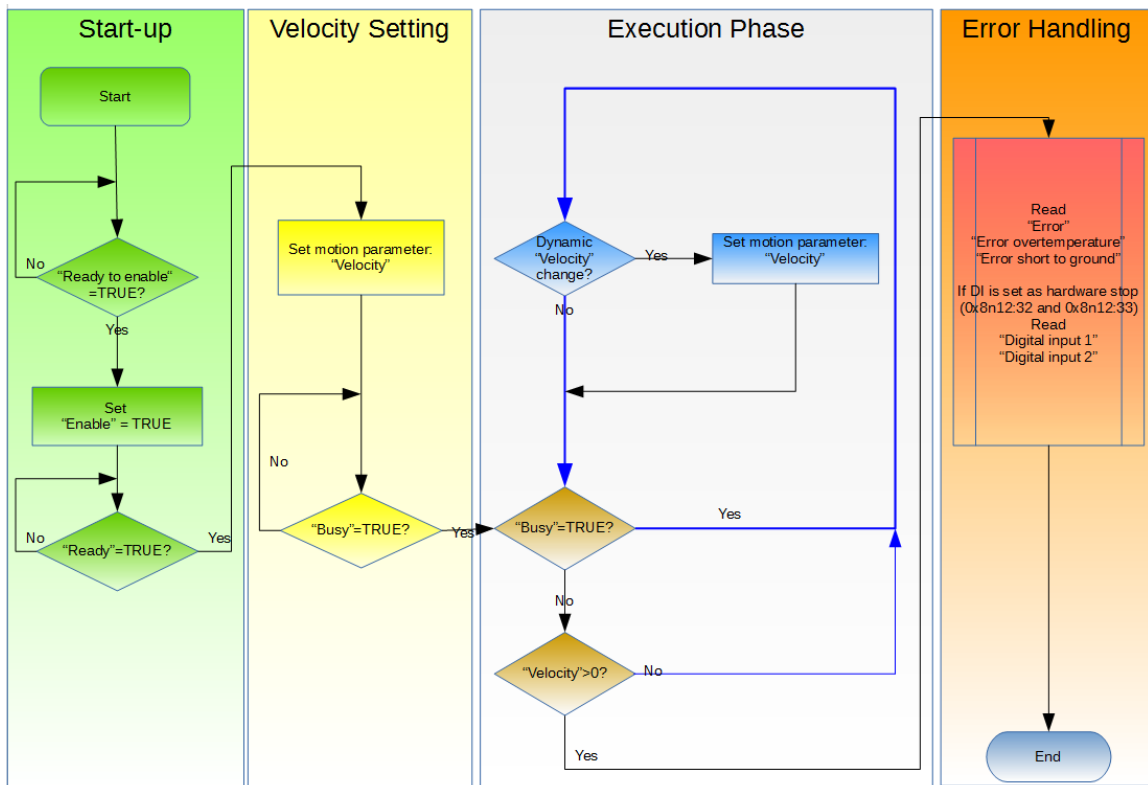 Start-up
Start
“Ready to enable“
=TRUE?
No
Yes
Set
“Enable” = TRUE
“Ready”=TRUE?
No
Yes
Velocity Setting
Set motion parameter:
“Velocity”
No
“Busy”=TRUE?
Yes
Execution Phase
Dynamic
“Velocity”
change?
Yes
Set motion parameter:
“Velocity”
No
“Busy”=TRUE?
Yes
No
“Velocity”>0?
No
Yes
Error Handling
Read
“Error”
“Error overtemperature”
“Error short to ground”
If DI is set as hardware stop
(0x8n12:32 and 0x8n12:33)
Read
“Digital input 1”
“Digital input 2”
End